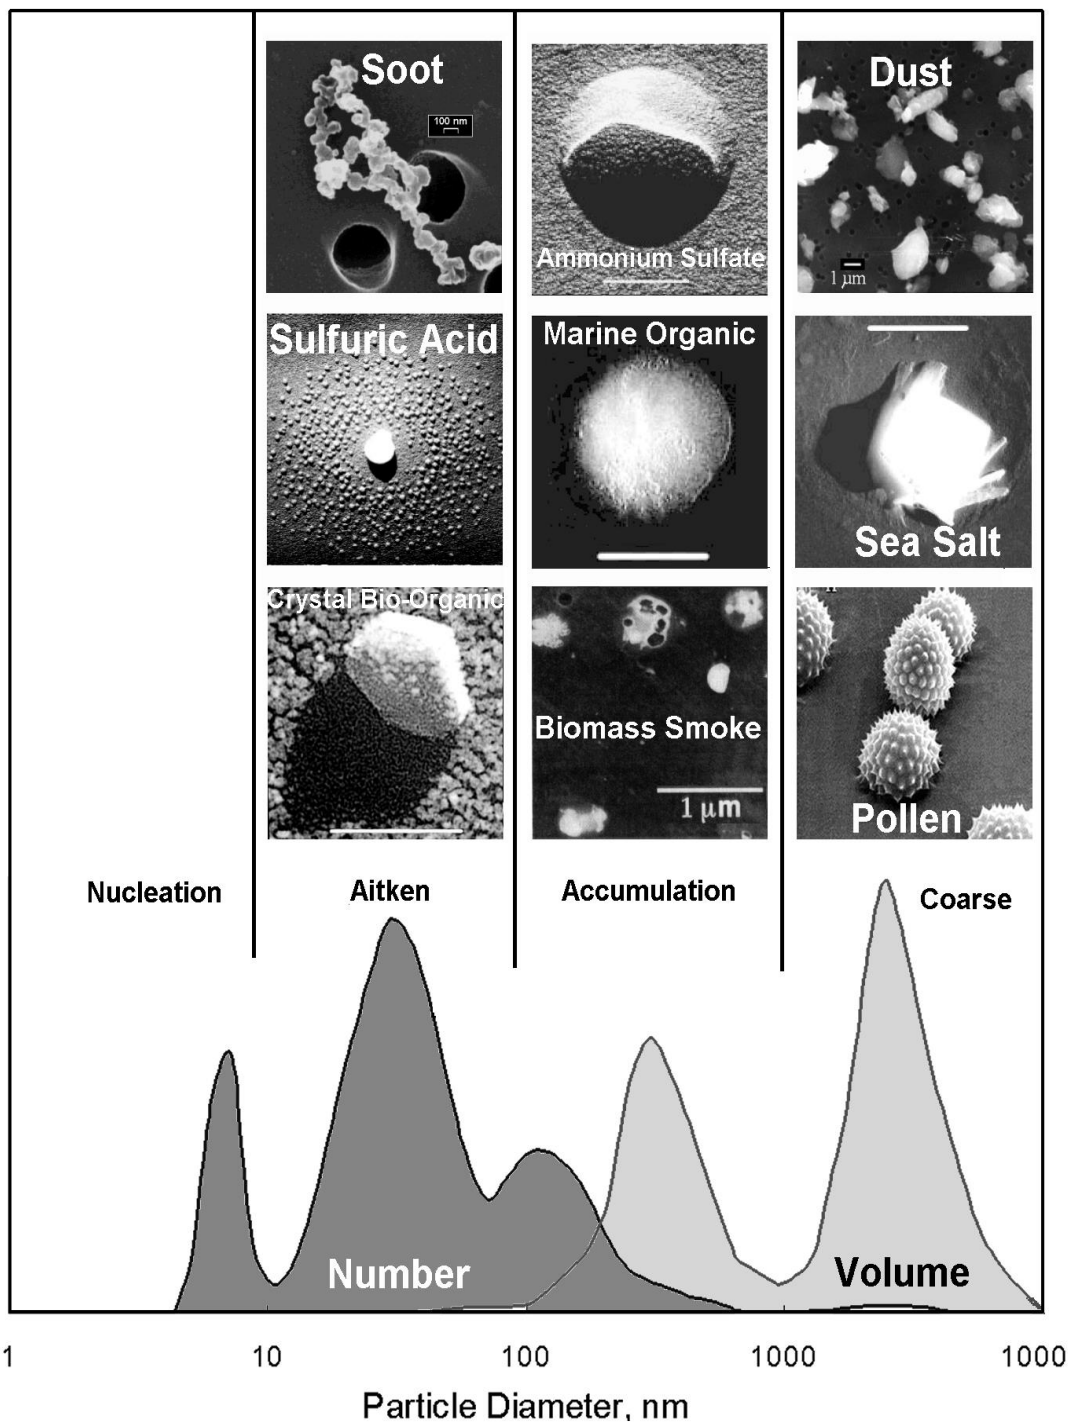 Soot
100 nm
Ammonium Sulfate
Dust
1 µm
Sulfuric Acid
Marine Organic
Sea Salt
Crystal Bio-Organic
Biomass Smoke
1 µm
Pollen
Nucleation
Aitken
Accumulation
Coarse
Number
Volume
1
10
100
1000
1000
Particle Diameter, nm